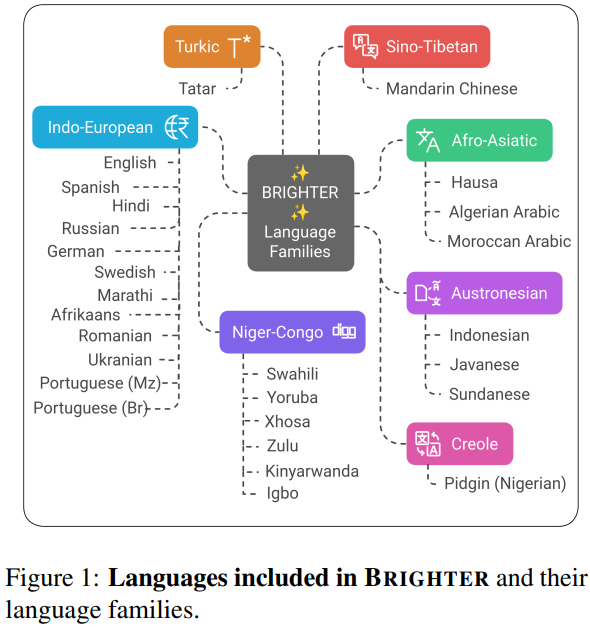 Turkic
Tatar
Sino-Tibetan
Mandarin Chinese
Indo-European
English
Spanish
Hindi
Russian
German
Swedish
Marathi
Afrikaans
Romanian
Ukranian
Portuguese (Mz)
Portuguese (Br)
BRIGHTER
Language
Families
Afro-Asiatic
Hausa
Algerian Arabic
Moroccan Arabic
Austronesian
Indonesian
Javanese
Sundanese
Niger-Congo
Swahili
Yoruba
Xhosa
Zulu
Kinyarwanda
Igbo
Creole
Pidgin (Nigerian)
Figure 1: Languages included in BRIGHTER and their
language families.